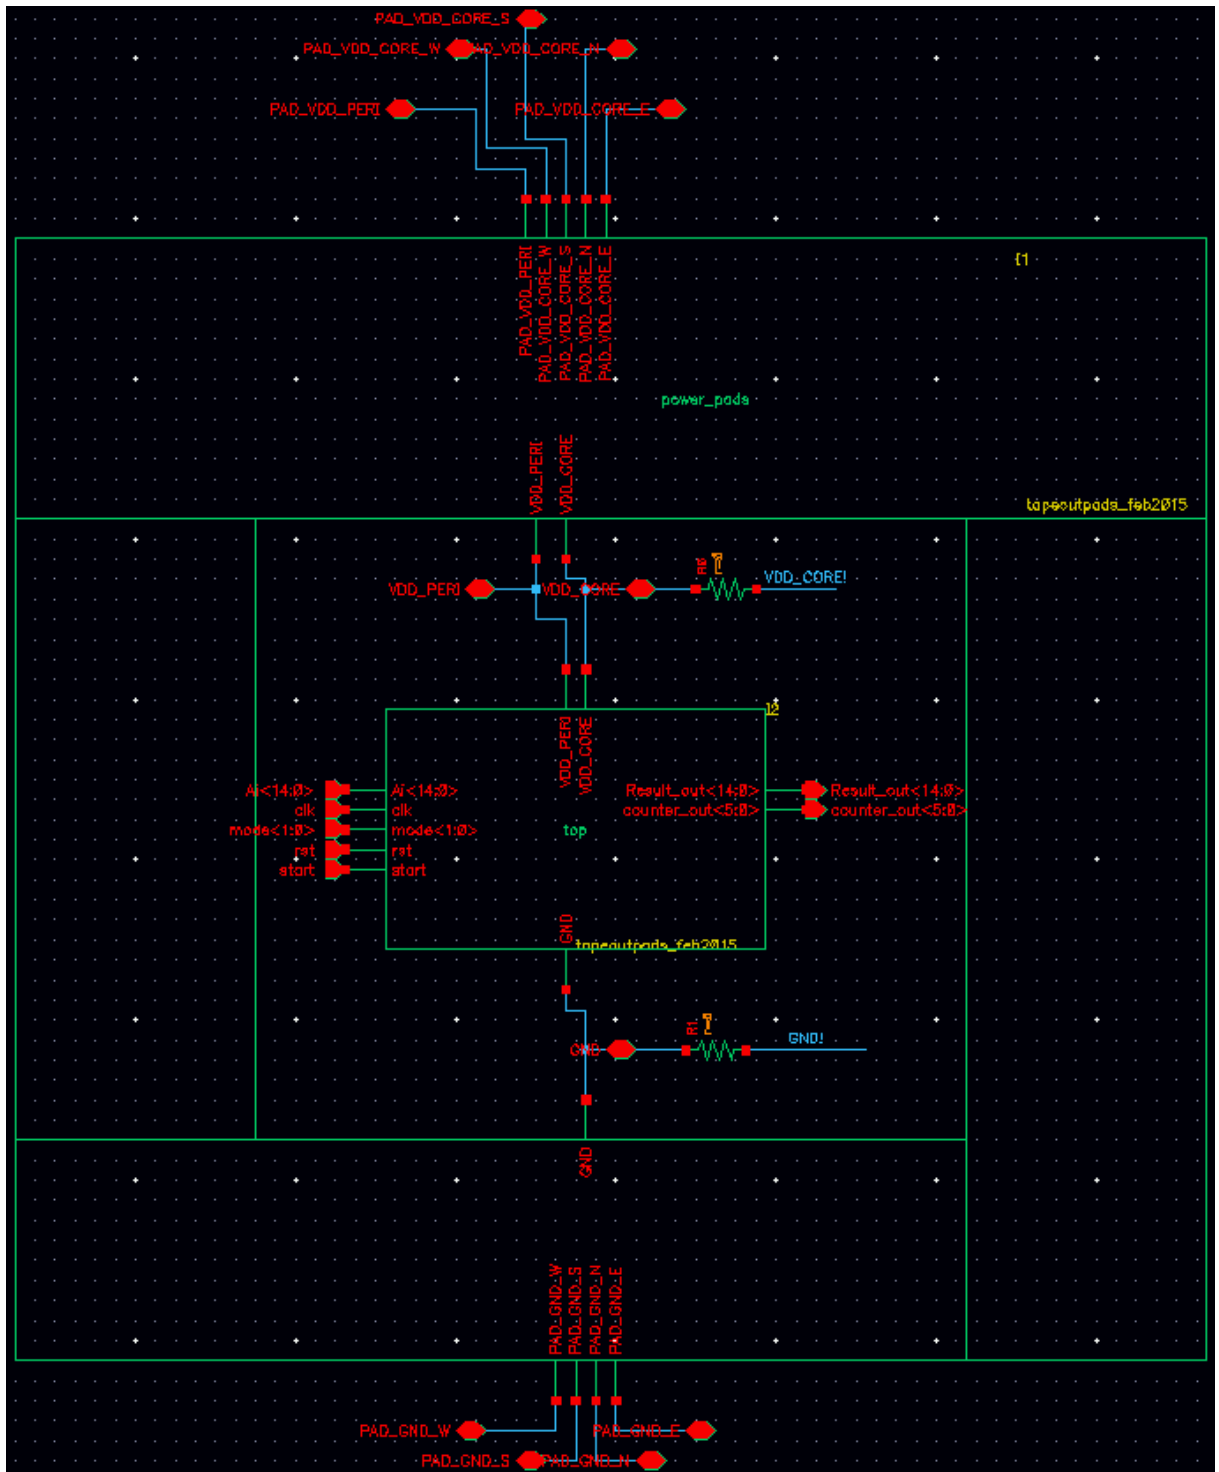 PAD_VDD_CORE_S
PAD_VDD_CORE_W
PAD_VDD_CORE_N
PAD_VDD_PERI
PAD_VDD_CORE_E
PAD_VDD_PERI
PAD_VDD_CORE_W
PAD_VDD_CORE_S
PAD_VDD_CORE_N
PAD_VDD_CORE_E
power_pads
VDD_PERI
VDD_CORE
tapeoutpads_feb2015
VDD_PERI
VDD_CORE
R0
VDD_CORE!
I2
VDD_PERI
VDD_CORE
Ai<14:0>
Ai<14:0>
Result_out<14:0>
Result_out<14:0>
clk
clk
counter_out<5:0>
counter_out<5:0>
mode<1:0>
mode<1:0>
top
rst
rst
start
start
GND
tapeoutpads_feb2015
GND
R1
GND!
GND
PAD_GND_W
PAD_GND_S
PAD_GND_N
PAD_GND_E
PAD_GND_W
PAD_GND_E
PAD_GND_S
PAD_GND_N